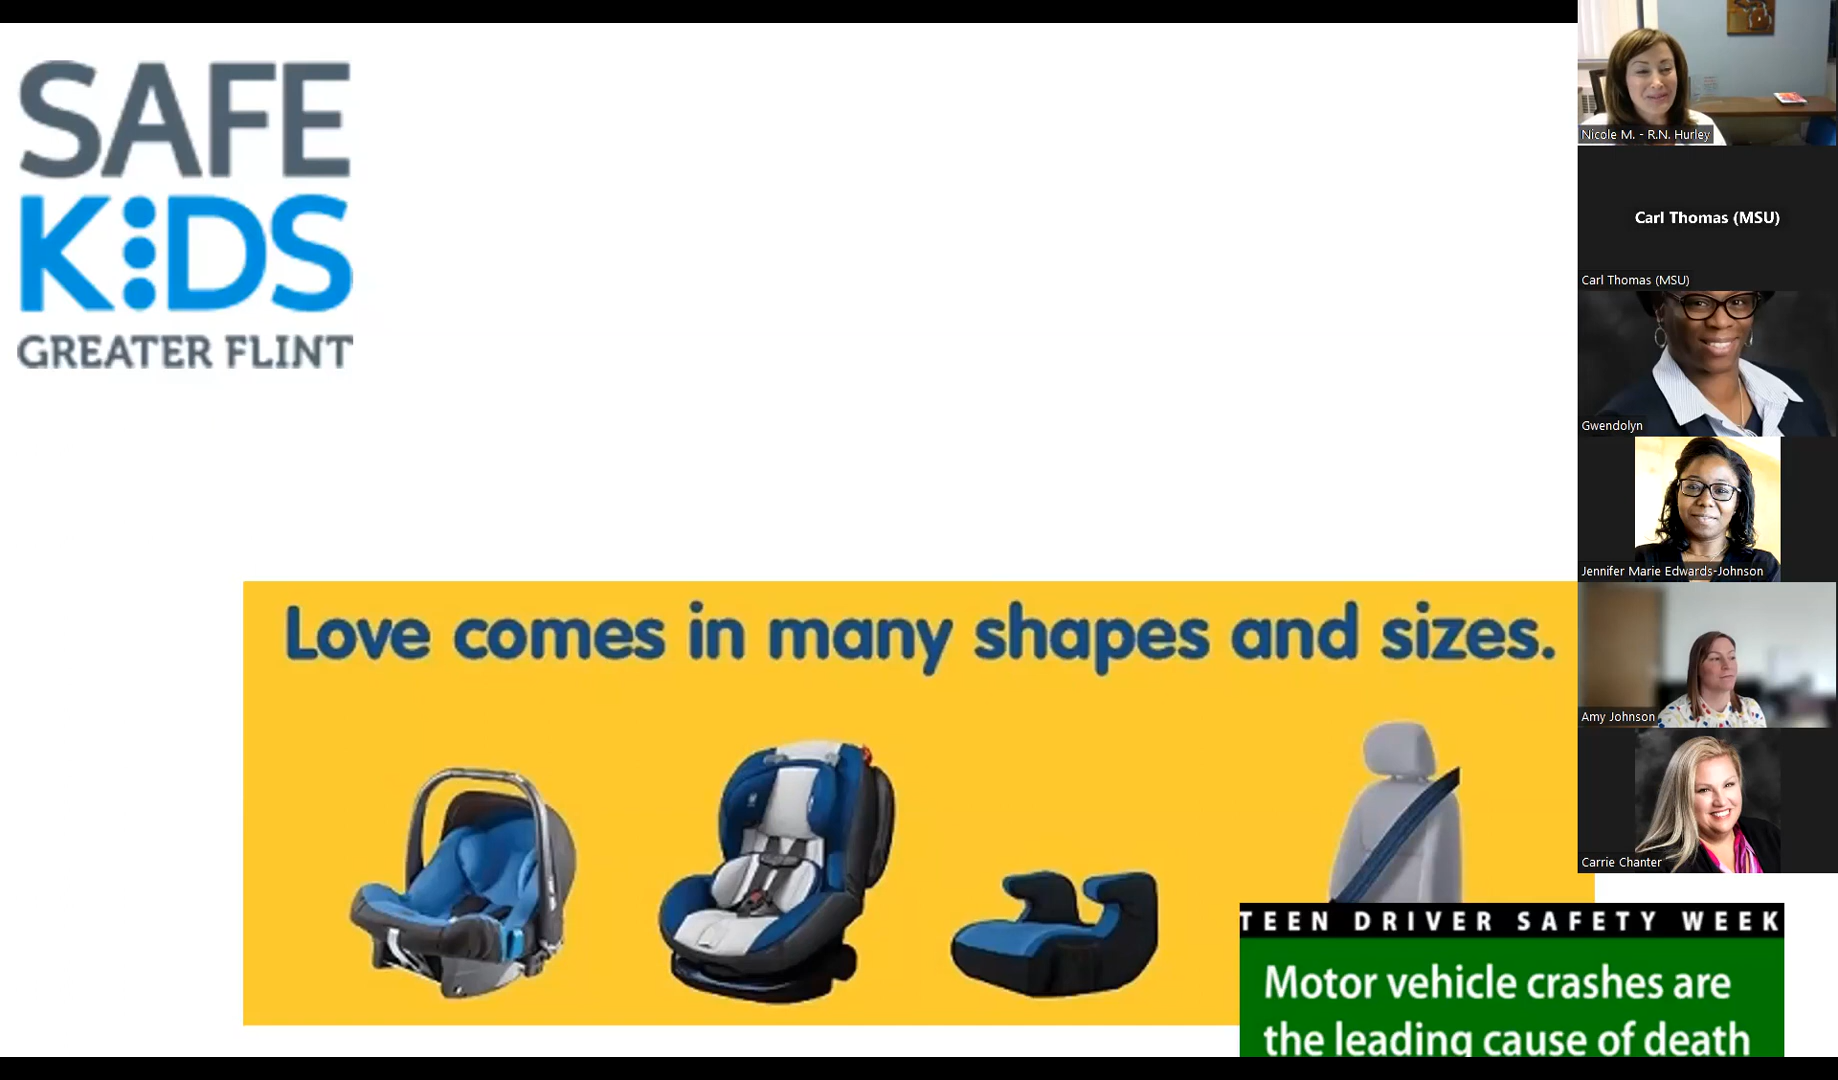 SAFE
KIDS
GREATER FLINT
Love comes in many shapes and sizes.
TEEN DRIVER SAFETY WEEK
Motor vehicle crashes are
the leading cause of death
Nicole M. - R.N. Hurley
Carl Thomas (MSU)
Carl Thomas (MSU)
Gwendolyn
Jennifer Marie Edwards-Johnson
Amy Johnson
Carrie Chanter